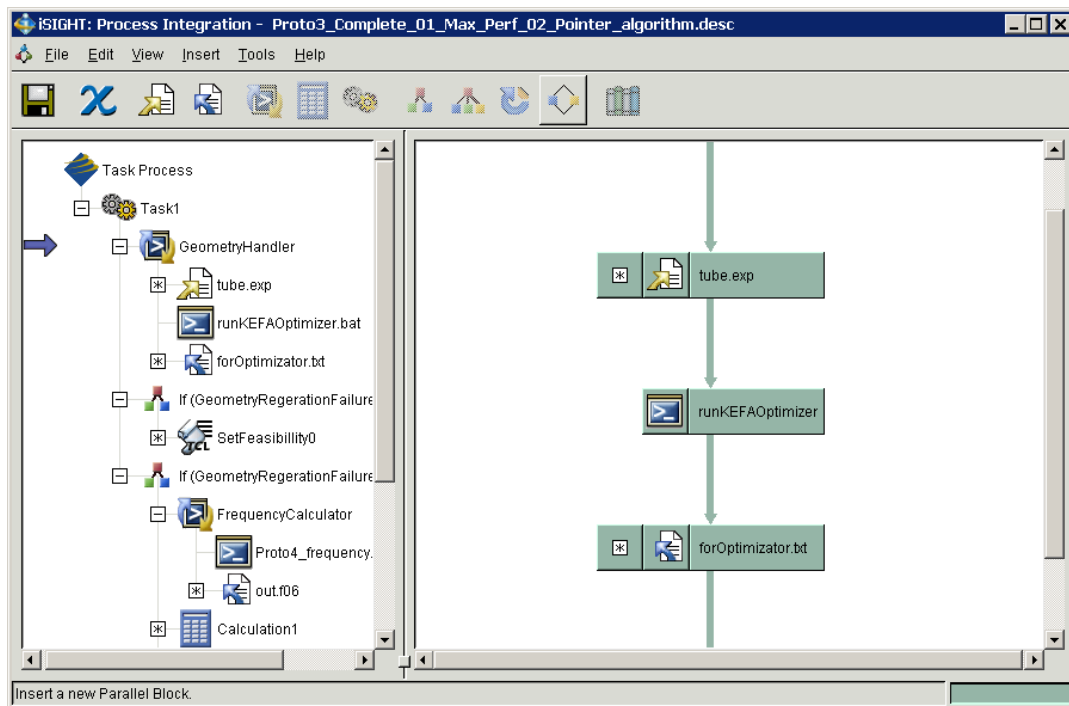 iSIGHT: Process Integration - Proto3_Complete_01_Max_Perf_02_Pointer_algorithm.desc
File Edit View Insert Tools Help
Task Process
Task1
GeometryHandler
tube.exp
runKEFAOptimizer.bat
forOptimizator.txt
If (GeometryRegerationFailure
TCL
SetFeasibillity0
If (GeometryRegerationFailure
FrequencyCalculator
Proto4_frequency.
out.f06
Calculation1
tube.exp
runKEFAOptimizer
forOptimizator.txt
Insert a new Parallel Block.